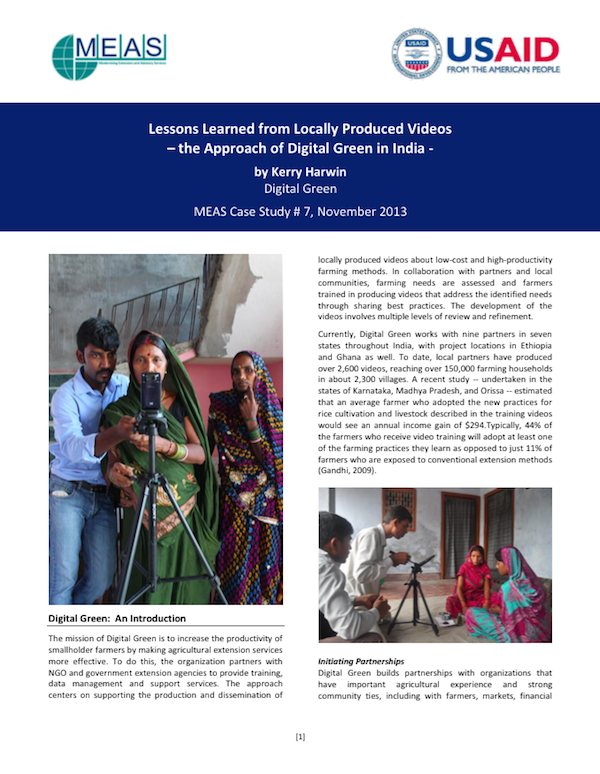 MEAS
Modernizing Extension and Advisory Services
USAID
FROM THE AMERICAN PEOPLE
Lessons Learned from Locally Produced Videos
– the Approach of Digital Green in India -
by Kerry Harwin
Digital Green
MEAS Case Study # 7, November 2013
Digital Green:  An Introduction
The mission of Digital Green is to increase the productivity of
smallholder farmers by making agricultural extension services
more effective. To do this, the organization partners with
NGO and government extension agencies to provide training,
data management and support services. The approach
centers on supporting the production and dissemination of
locally produced videos about low-cost and high-productivity
farming methods. In collaboration with partners and local
communities, farming needs are assessed and farmers
trained in producing videos that address the identified needs
through sharing best practices. The development of the
videos involves multiple levels of review and refinement.
Currently, Digital Green works with nine partners in seven
states throughout India, with project locations in Ethiopia
and Ghana as well. To date, local partners have produced
over 2,600 videos, reaching over 150,000 farming households
in about 2,300 villages. A recent study -- undertaken in the
states of Karnataka, Madhya Pradesh, and Orissa -- estimated
that an average farmer who adopted the new practices for
rice cultivation and livestock described in the training videos
would see an annual income gain of $294.Typically, 44% of
the farmers who receive video training will adopt at least one
of the farming practices they learn as opposed to just 11% of
farmers who are exposed to conventional extension methods
(Gandhi, 2009).
Initiating Partnerships
Digital Green builds partnerships with organizations that
have important agricultural experience and strong
community ties, including with farmers, markets, financial
[1]